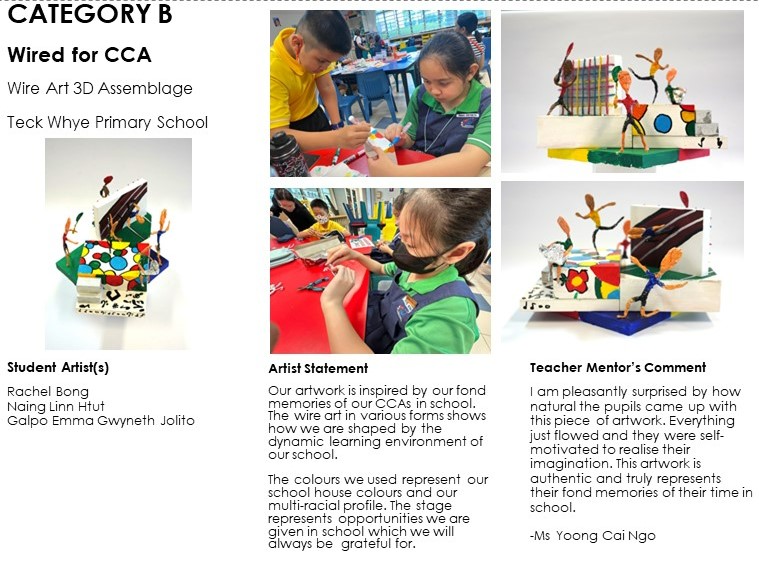 CATEGORY B
Wired for CCA
Wire Art 3D Assemblage
Teck Whye Primary School
Student Artist(s)
Rachel Bong
Naing Linn Htut
Galpo Emma Gwyneth Jolito
Artist Statement
Our artwork is inspired by our fond
memories of our CCAs in school.
The wire art in various forms shows
how we are shaped by the
dynamic learning environment of
our school.
The colours we used represent our
school house colours and our
multi-racial profile. The stage
represents opportunities we are
given in school which we will
always be grateful for.
Teacher Mentor's Comment
I am pleasantly surprised by how
natural the pupils came up with
this piece of artwork. Everything
just flowed and they were self-
motivated to realise their
imagination. This artwork is
authentic and truly represents
their fond memories of their time in
school.
-Ms Yoong Cai Ngo